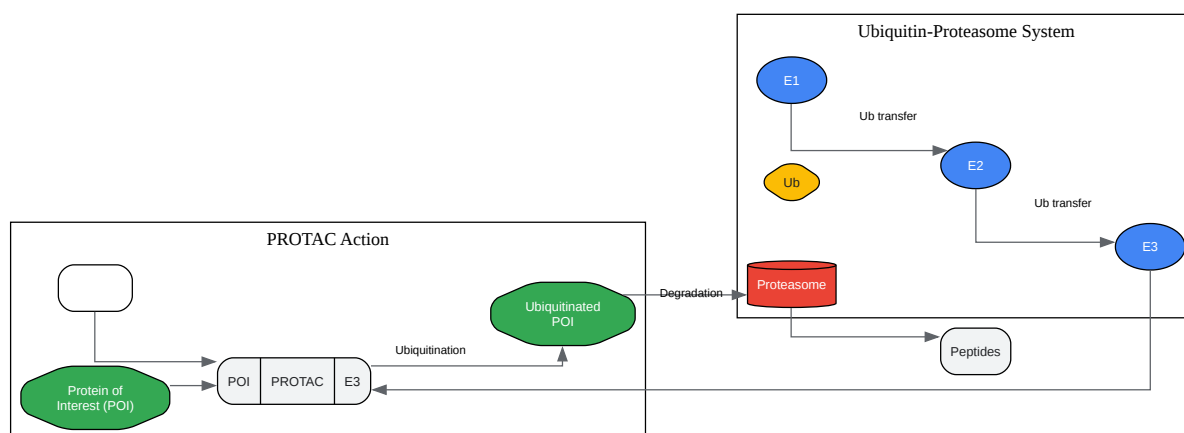 Ubiquitin-Proteasome System
E1
Ub transfer
E2
Ub
Ub transfer
E3
PROTAC Action
Proteasome
Degradation
Ubiquitinated
POI
Ubiquitination
Peptides
POI
PROTAC
E3
Protein of
Interest (POI)